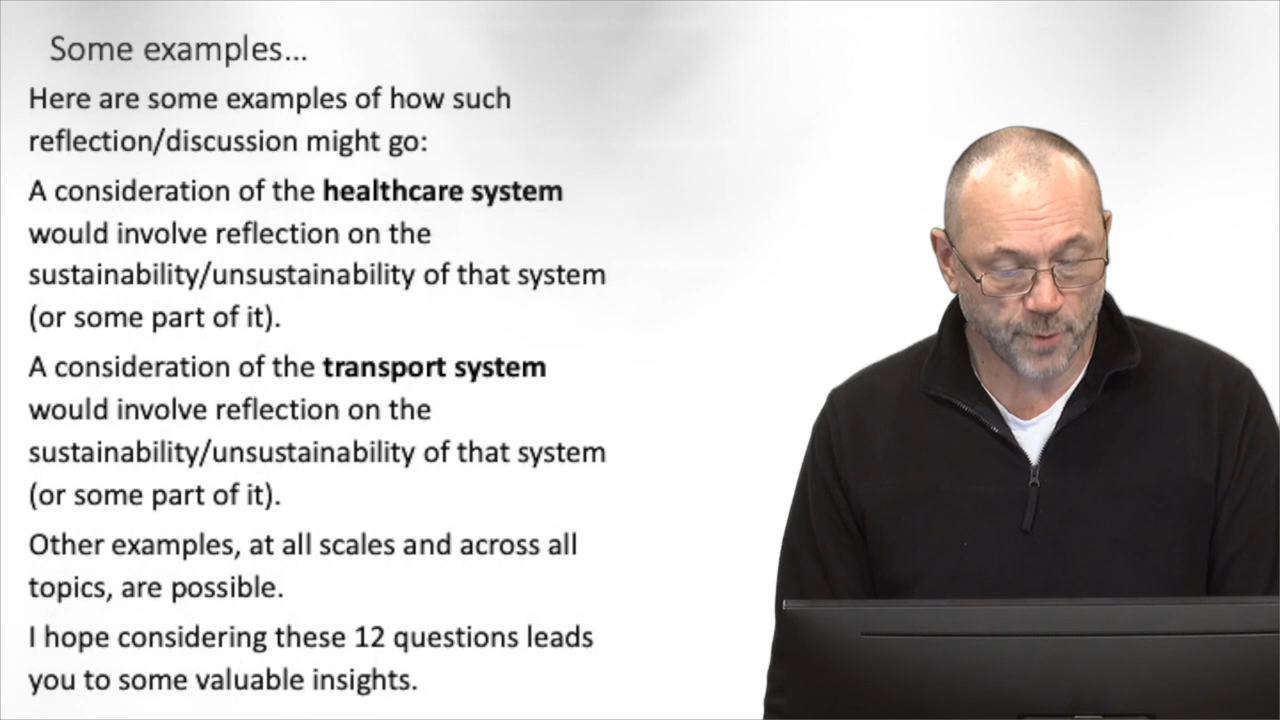 Some examples...
Here are some examples of how such
reflection/discussion might go:
A consideration of the healthcare system
would involve reflection on the
sustainability/unsustainability of that system
(or some part of it).
A consideration of the transport system
would involve reflection on the
sustainability/unsustainability of that system
(or some part of it).
Other examples, at all scales and across all
topics, are possible.
I hope considering these 12 questions leads
you to some valuable insights.